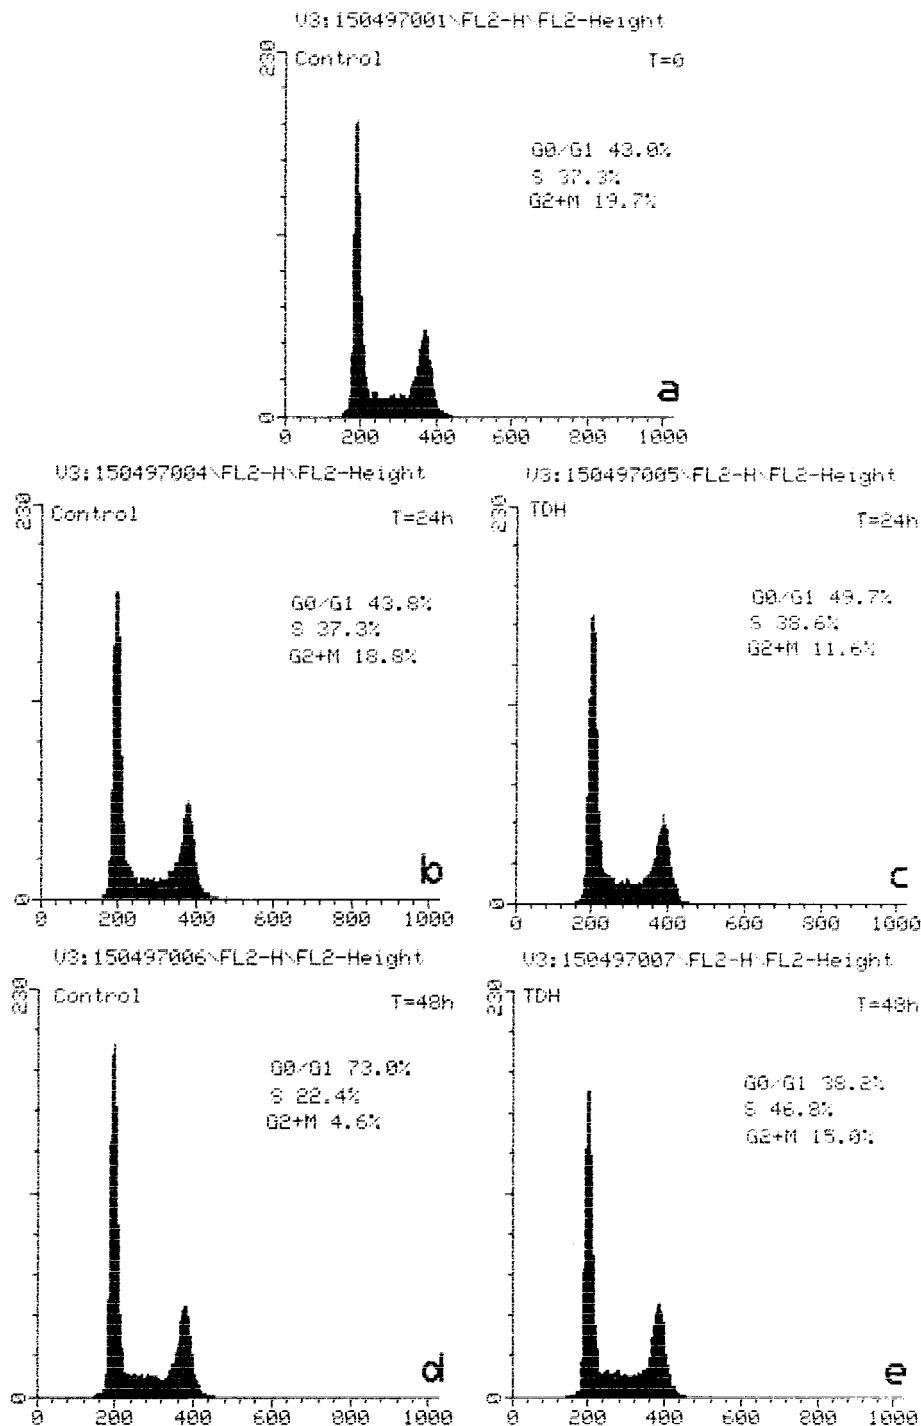 V3:150497001\FL2-H\FL2-Height
230
Control
T=0
G0/G1 43.0%
S 37.3%
G2+M 19.7%
a
0
0 200 400 600 800 1000
V3:150497004\FL2-H\FL2-Height
230
Control
T=24h
G0/G1 43.8%
S 37.3%
G2+M 18.8%
b
0
0 200 400 600 800 1000
V3:150497005\FL2-H\FL2-Height
230
TDH
T=24h
G0/G1 49.7%
S 38.6%
G2+M 11.6%
c
0
0 200 400 600 800 1000
V3:150497006\FL2-H\FL2-Height
230
Control
T=48h
G0/G1 73.0%
S 22.4%
G2+M 4.6%
d
0
0 200 400 600 800 1000
V3:150497007\FL2-H\FL2-Height
230
TDH
T=48h
G0/G1 38.2%
S 46.8%
G2+M 15.0%
e
0
0 200 400 600 800 1000